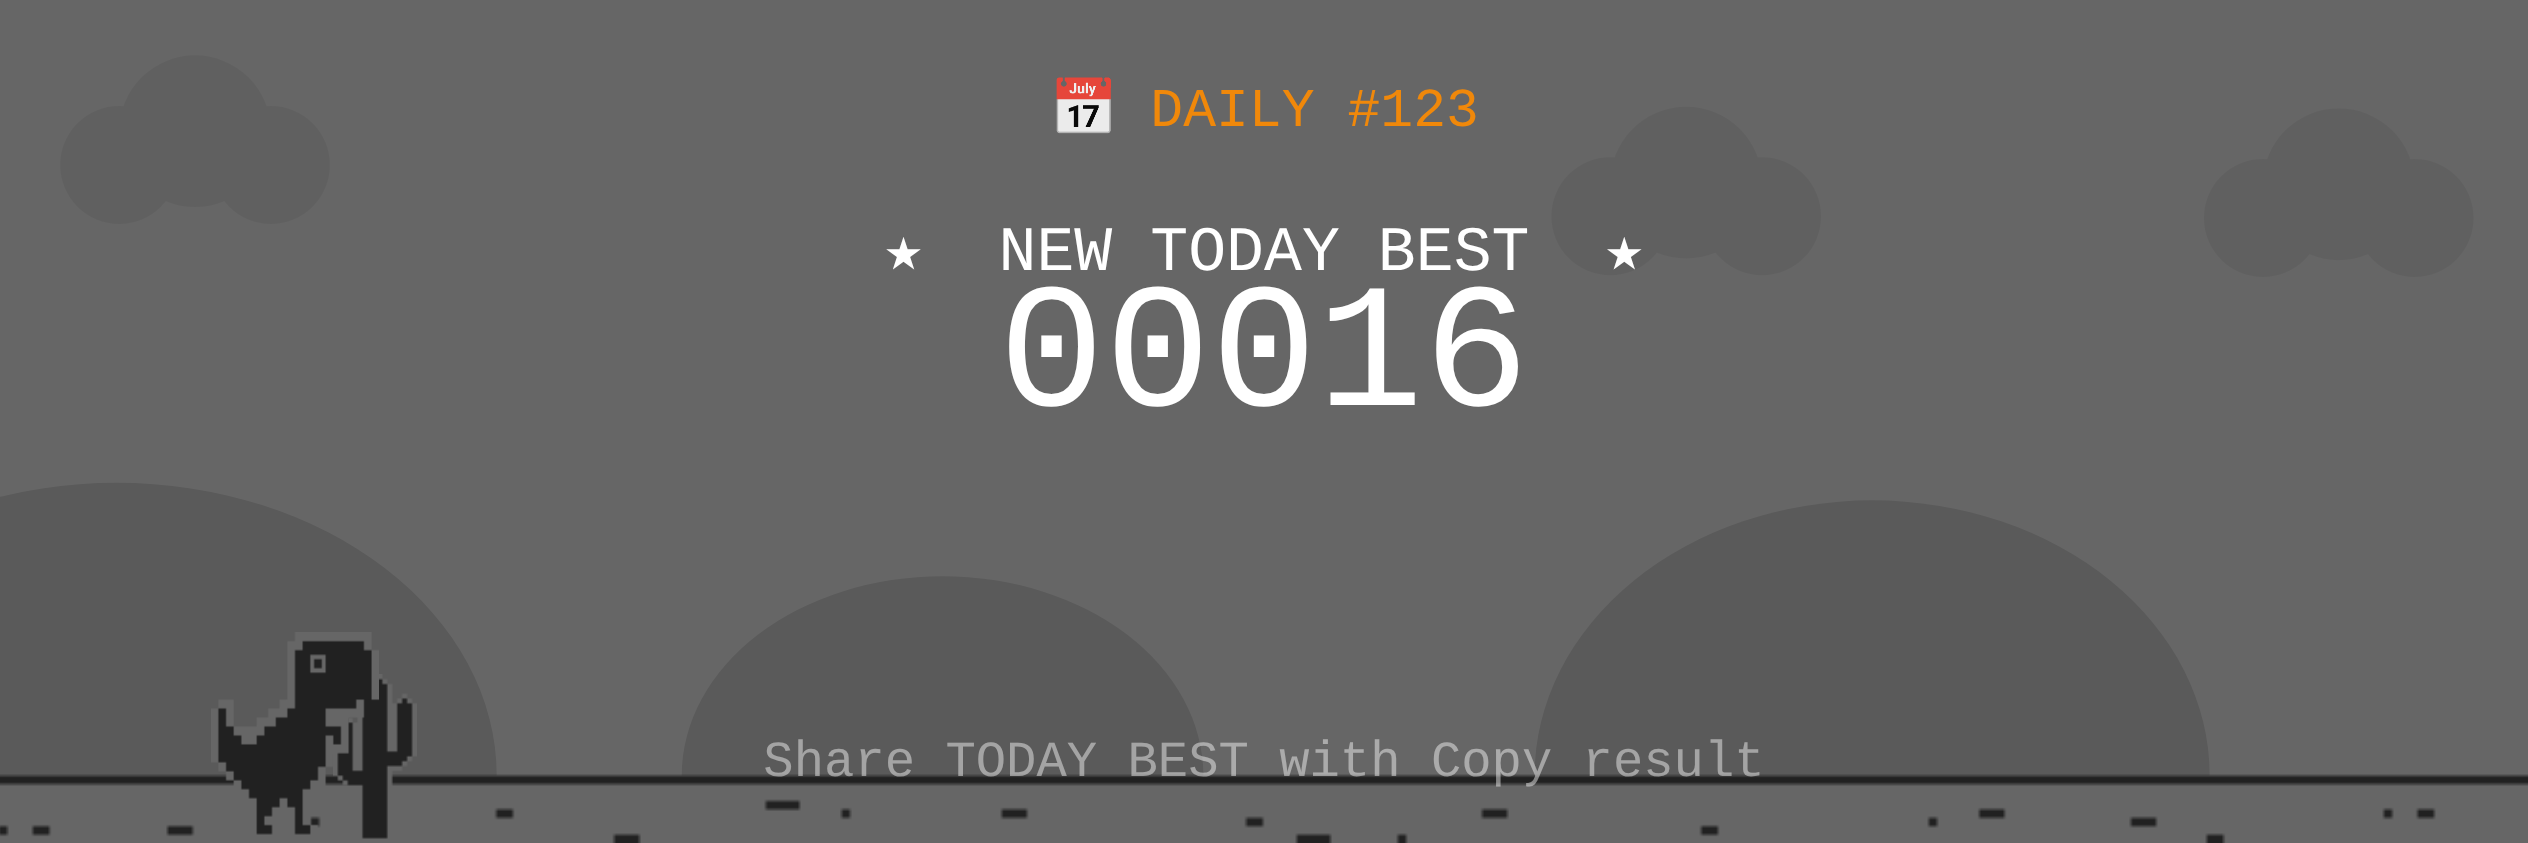 July
17
DAILY #123
★ NEW TODAY BEST ★
00016
Share TODAY BEST with Copy result